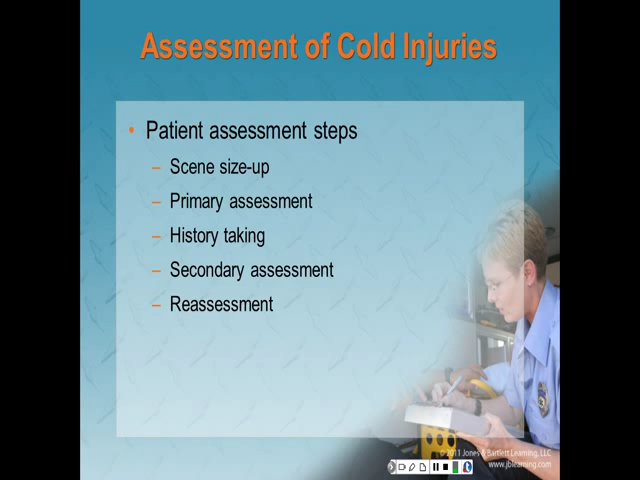 Assessment of Cold Injuries
• Patient assessment steps
– Scene size-up
– Primary assessment
– History taking
– Secondary assessment
– Reassessment
© 2011 Jones & Bartlett Learning, LLC
www.jblearning.com